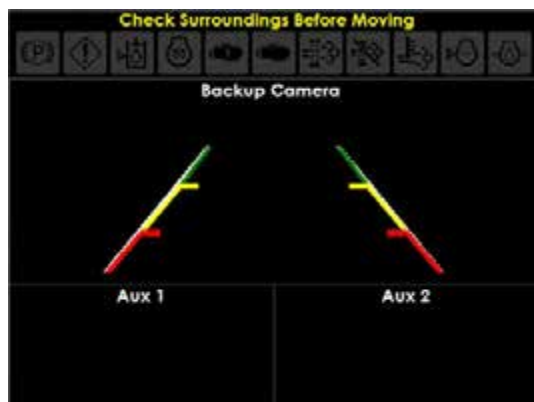 Check Surroundings Before Moving
(P)
Backup Camera
Aux 1
Aux 2